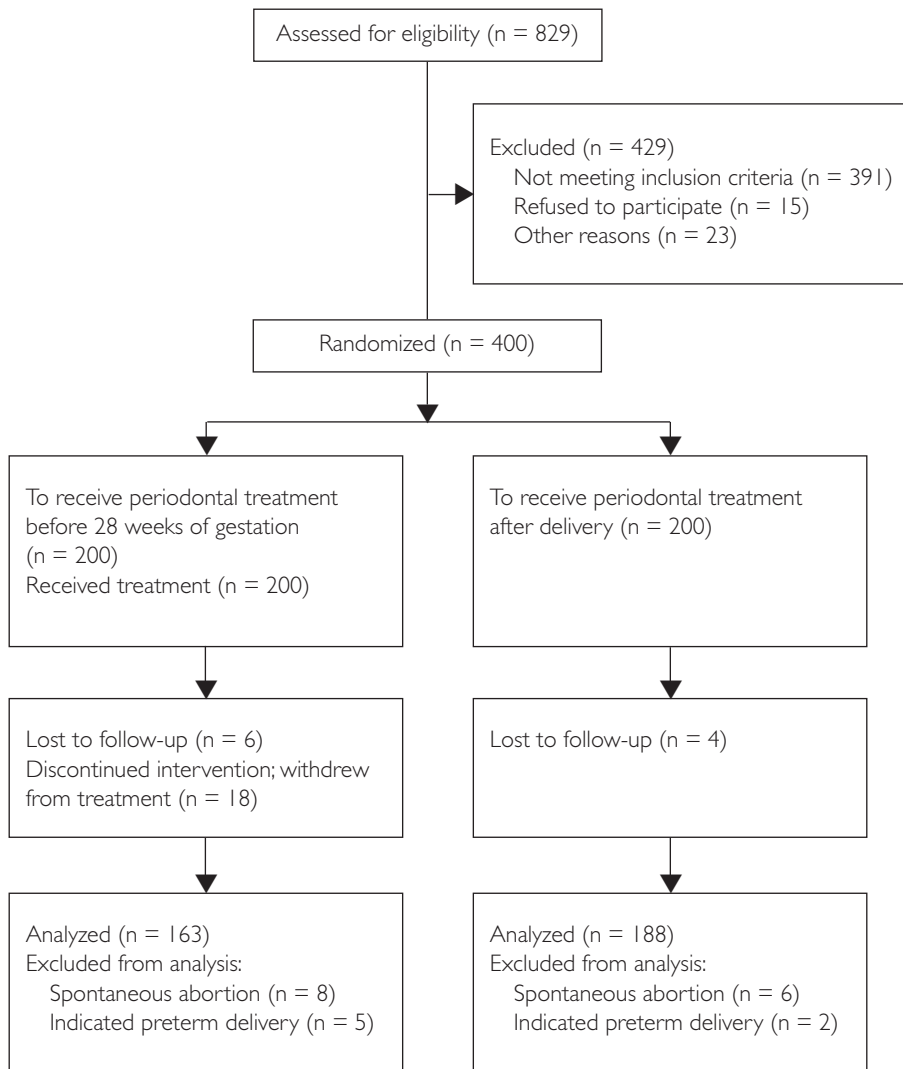 Assessed for eligibility (n = 829)
Excluded (n = 429)
Not meeting inclusion criteria (n = 391)
Refused to participate (n = 15)
Other reasons (n = 23)
Randomized (n = 400)
To receive periodontal treatment
before 28 weeks of gestation
(n = 200)
Received treatment (n = 200)
To receive periodontal treatment
after delivery (n = 200)
Lost to follow-up (n = 6)
Discontinued intervention; withdrew
from treatment (n = 18)
Lost to follow-up (n = 4)
Analyzed (n = 163)
Excluded from analysis:
Spontaneous abortion (n = 8)
Indicated preterm delivery (n = 5)
Analyzed (n = 188)
Excluded from analysis:
Spontaneous abortion (n = 6)
Indicated preterm delivery (n = 2)